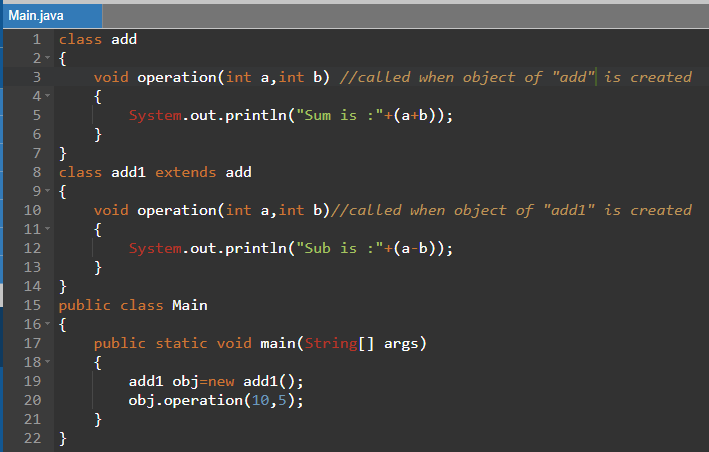 Main.java
1 class add
2 {
3 void operation(int a,int b) //called when object of "add" is created
4 {
5 System.out.println("Sum is :"+(a+b));
6 }
7 }
8 class add1 extends add
9 {
10 void operation(int a,int b)//called when object of "add1" is created
11 {
12 System.out.println("Sub is :"+(a-b));
13 }
14 }
15 public class Main
16 {
17 public static void main(String[] args)
18 {
19 add1 obj=new add1();
20 obj.operation(10,5);
21 }
22 }